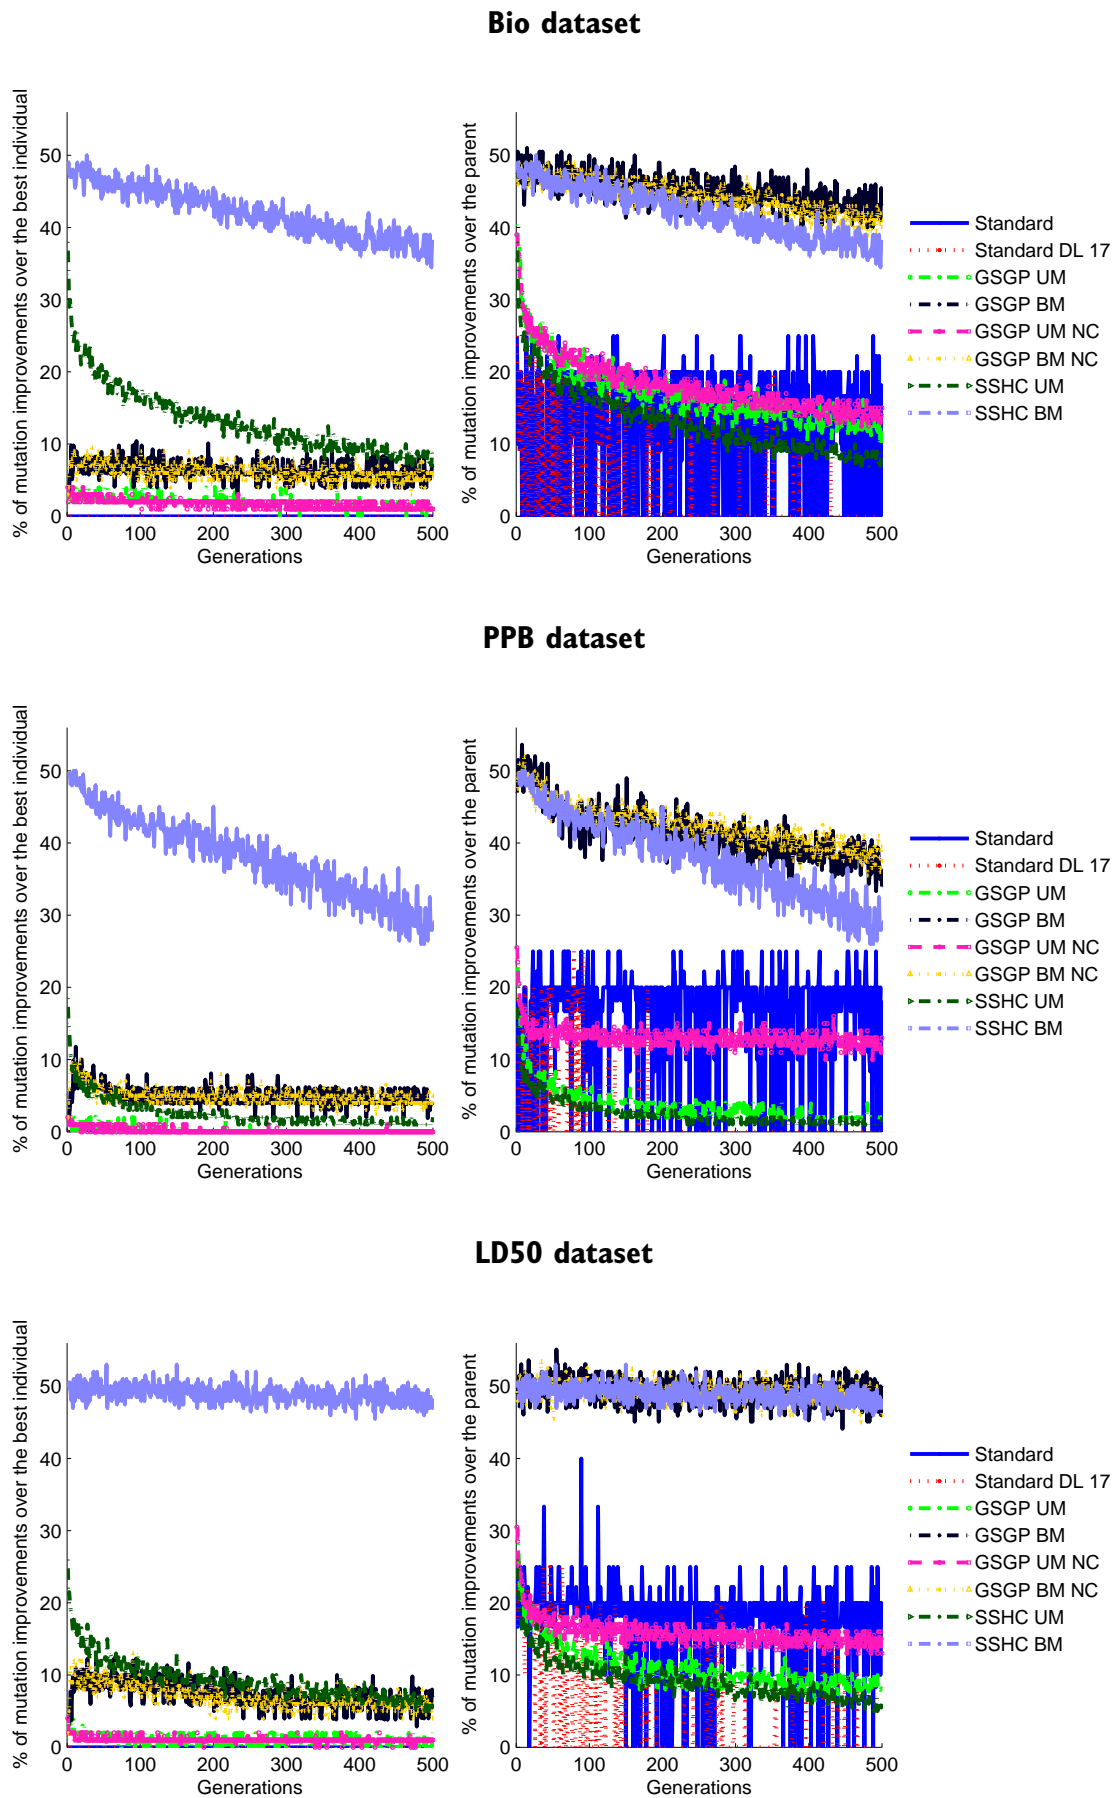 Bio dataset
% of mutation improvements over the best individual
50
40
30
20
10
0
0 100 200 300 400 500
Generations
% of mutation improvements over the parent
50
40
30
20
10
0
0 100 200 300 400 500
Generations
Standard
Standard DL 17
GSGP UM
GSGP BM
GSGP UM NC
GSGP BM NC
SSHC UM
SSHC BM
PPB dataset
% of mutation improvements over the best individual
50
40
30
20
10
0
0 100 200 300 400 500
Generations
% of mutation improvements over the parent
50
40
30
20
10
0
0 100 200 300 400 500
Generations
Standard
Standard DL 17
GSGP UM
GSGP BM
GSGP UM NC
GSGP BM NC
SSHC UM
SSHC BM
LD50 dataset
% of mutation improvements over the best individual
50
40
30
20
10
0
0 100 200 300 400 500
Generations
% of mutation improvements over the parent
50
40
30
20
10
0
0 100 200 300 400 500
Generations
Standard
Standard DL 17
GSGP UM
GSGP BM
GSGP UM NC
GSGP BM NC
SSHC UM
SSHC BM